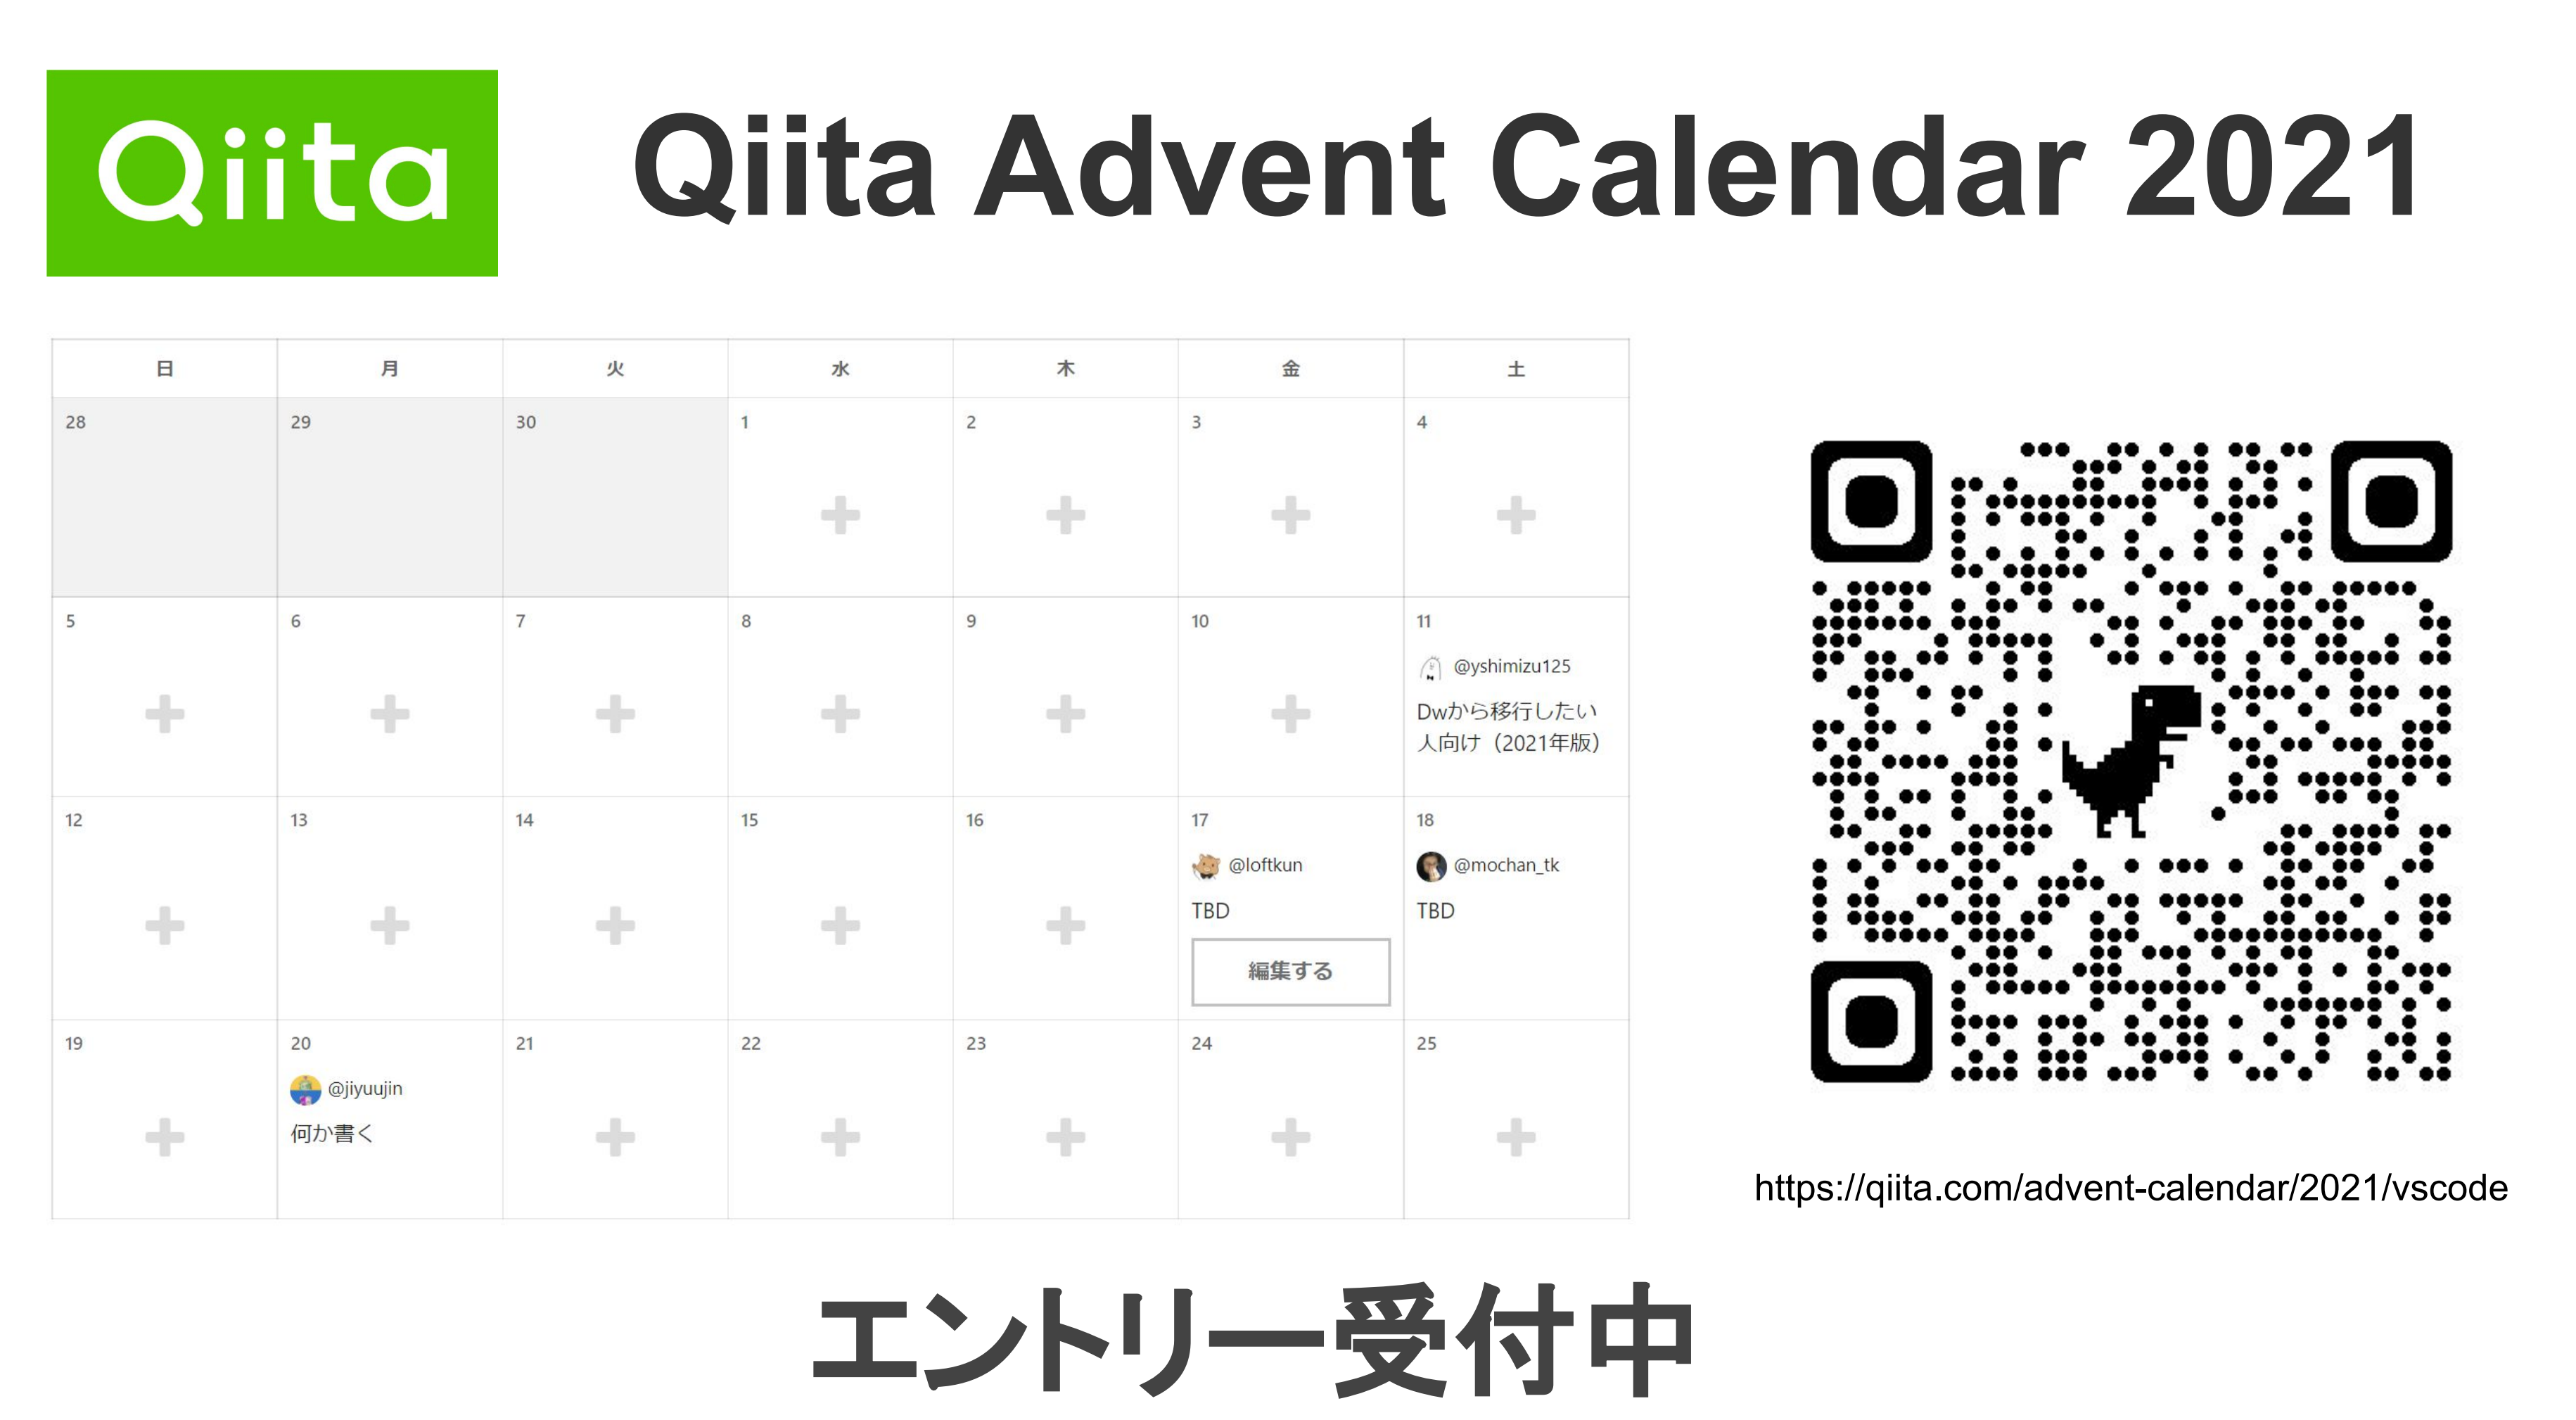 Qiita
Qiita Advent Calendar 2021
日 月 火 水 木 金 土
28 29 30 1 2 3 4
5 6 7 8 9 10 11
@yshimizu125
Dwから移行したい
人向け（2021年版）
12 13 14 15 16 17 18
@loftkun
TBD
編集する
@mochan_tk
TBD
19 20 21 22 23 24 25
@jiyuujin
何か書く
https://qiita.com/advent-calendar/2021/vscode
エントリー受付中